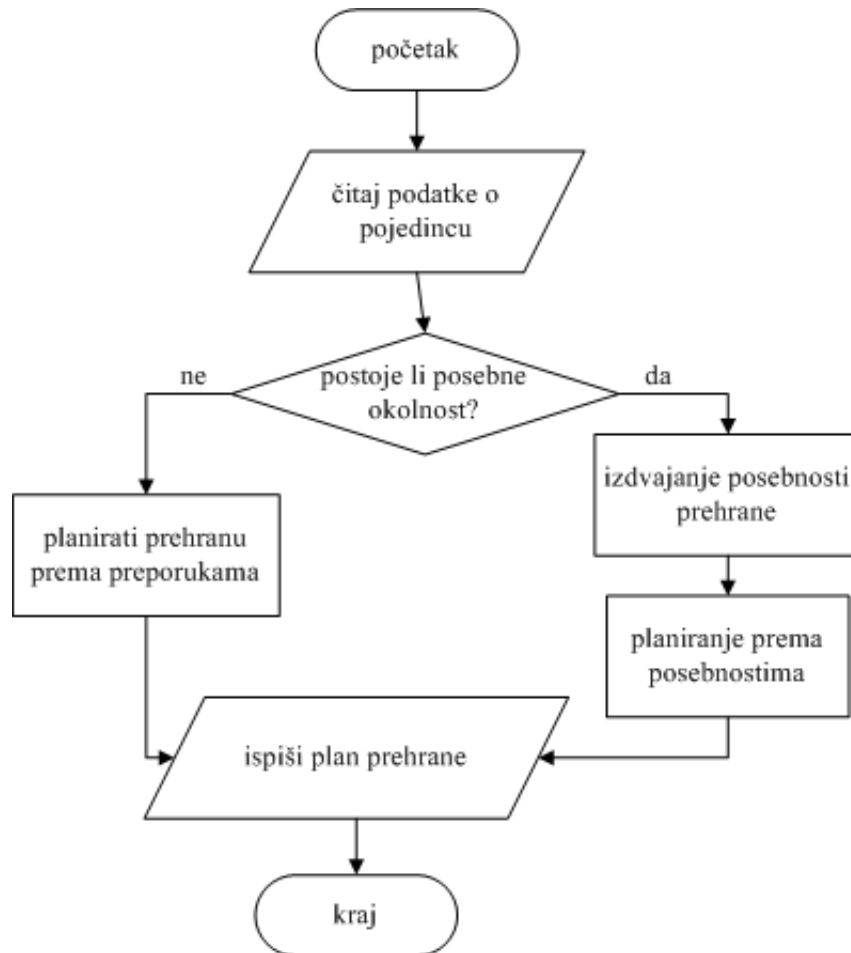 početak
čitaj podatke o
pojedincu
postoje li posebne
okolnost?
ne
da
planirati prehranu
prema preporukama
izdvajanje posebnosti
prehrane
planiranje prema
posebnostima
ispiši plan prehrane
kraj